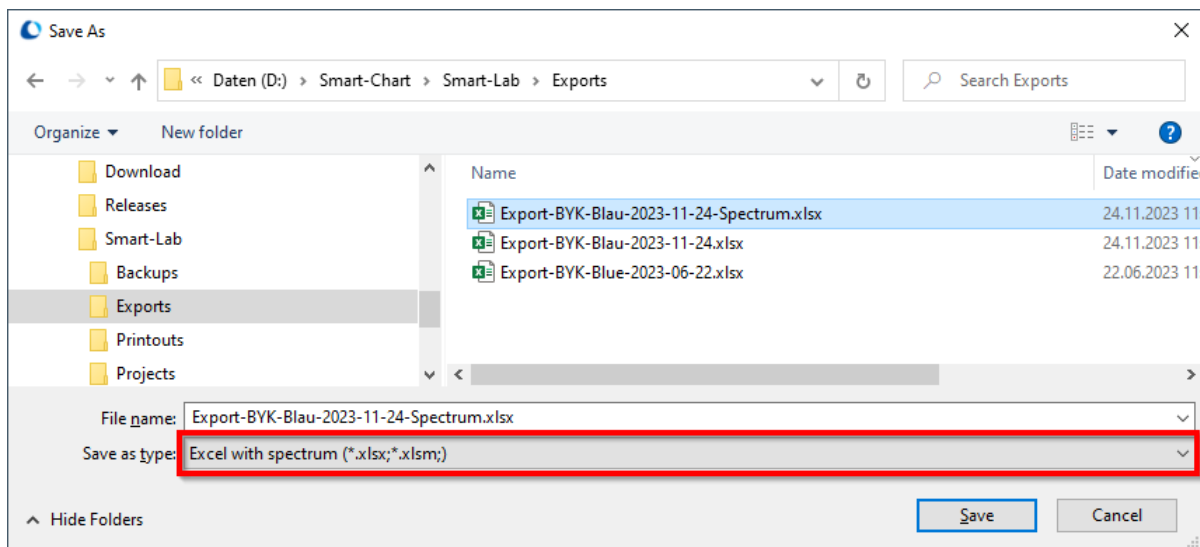 Save As
« Daten (D:) › Smart-Chart › Smart-Lab › Exports
Search Exports
Organize
New folder
Download
Releases
Smart-Lab
Backups
Exports
Printouts
Projects
Name
Date modifie
Export-BYK-Blau-2023-11-24-Spectrum.xlsx
24.11.2023 11
Export-BYK-Blau-2023-11-24.xlsx
24.11.2023 11
Export-BYK-Blue-2023-06-22.xlsx
22.06.2023 11
File name: Export-BYK-Blau-2023-11-24-Spectrum.xlsx
Save as type: Excel with spectrum (*.xlsx;*.xlsm;)
Hide Folders
Save
Cancel